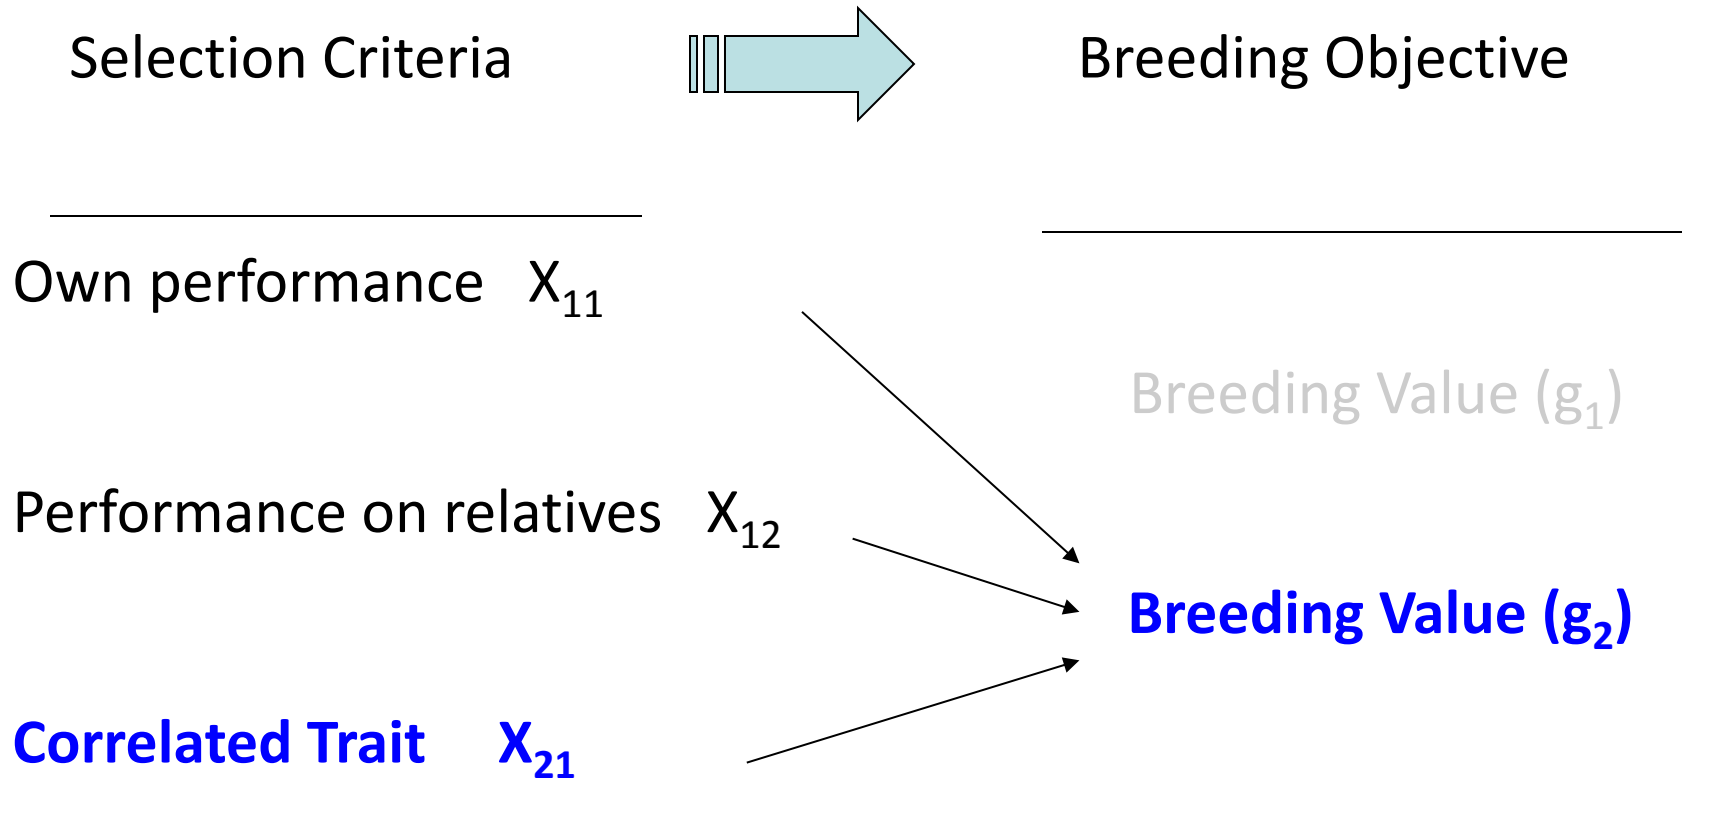 Selection Criteria
Breeding Objective
Own performance X₁₁
Breeding Value (g₁)
Performance on relatives X₁₂
Breeding Value (g₂)
Correlated Trait X₂₁